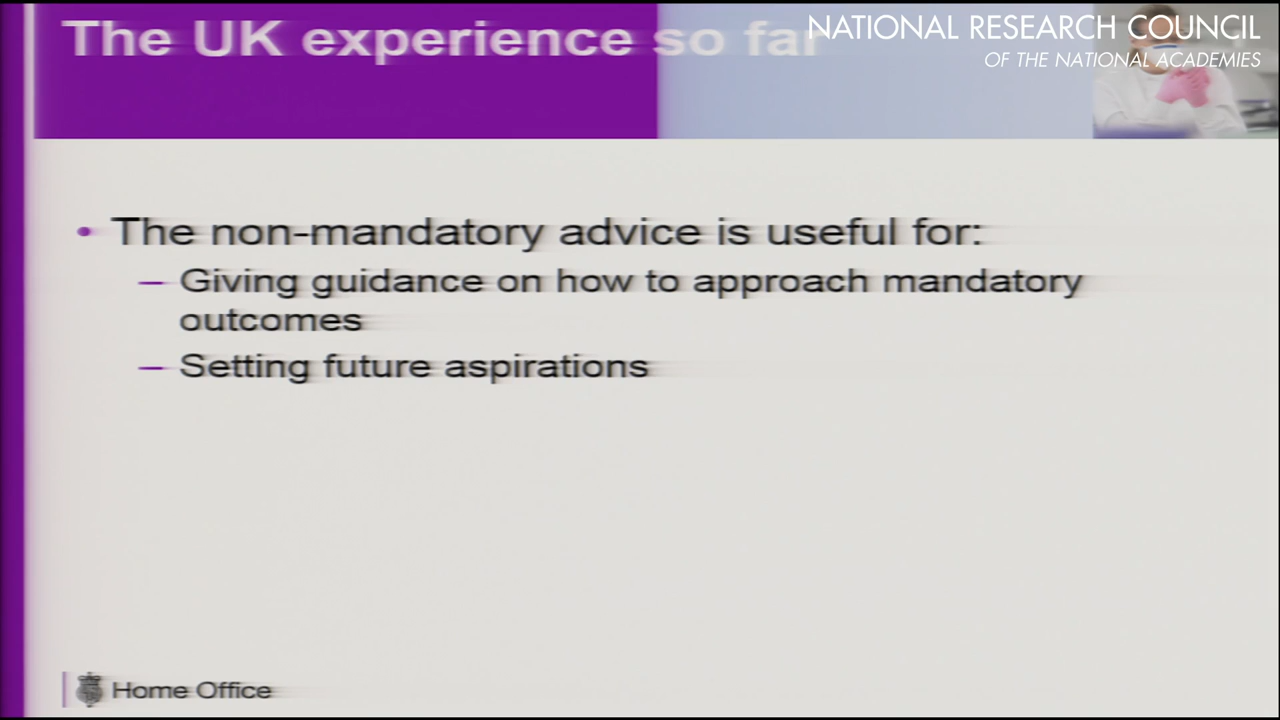 The UK experience so far
NATIONAL RESEARCH COUNCIL
OF THE NATIONAL ACADEMIES
• The non-mandatory advice is useful for:
– Giving guidance on how to approach mandatory
outcomes
– Setting future aspirations
Home Office